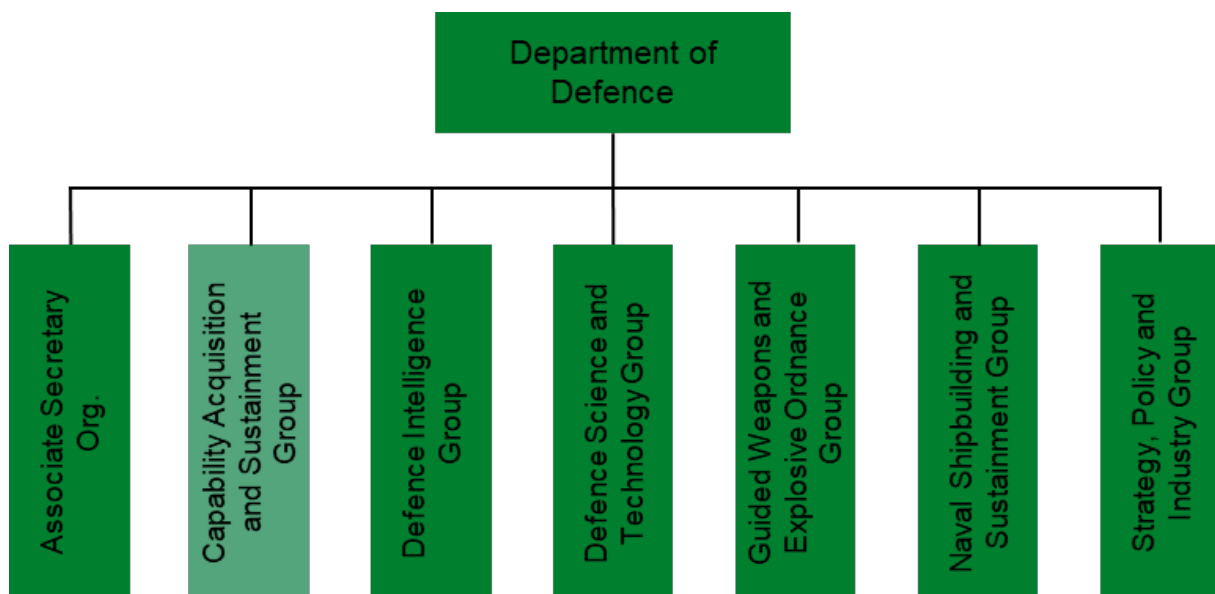 Department of
Defence
Associate Secretary
Org.
Capability Acquisition
and Sustainment
Group
Defence Intelligence
Group
Defence Science and
Technology Group
Guided Weapons and
Explosive Ordnance
Group
Naval Shipbuilding and
Sustainment Group
Strategy, Policy and
Industry Group